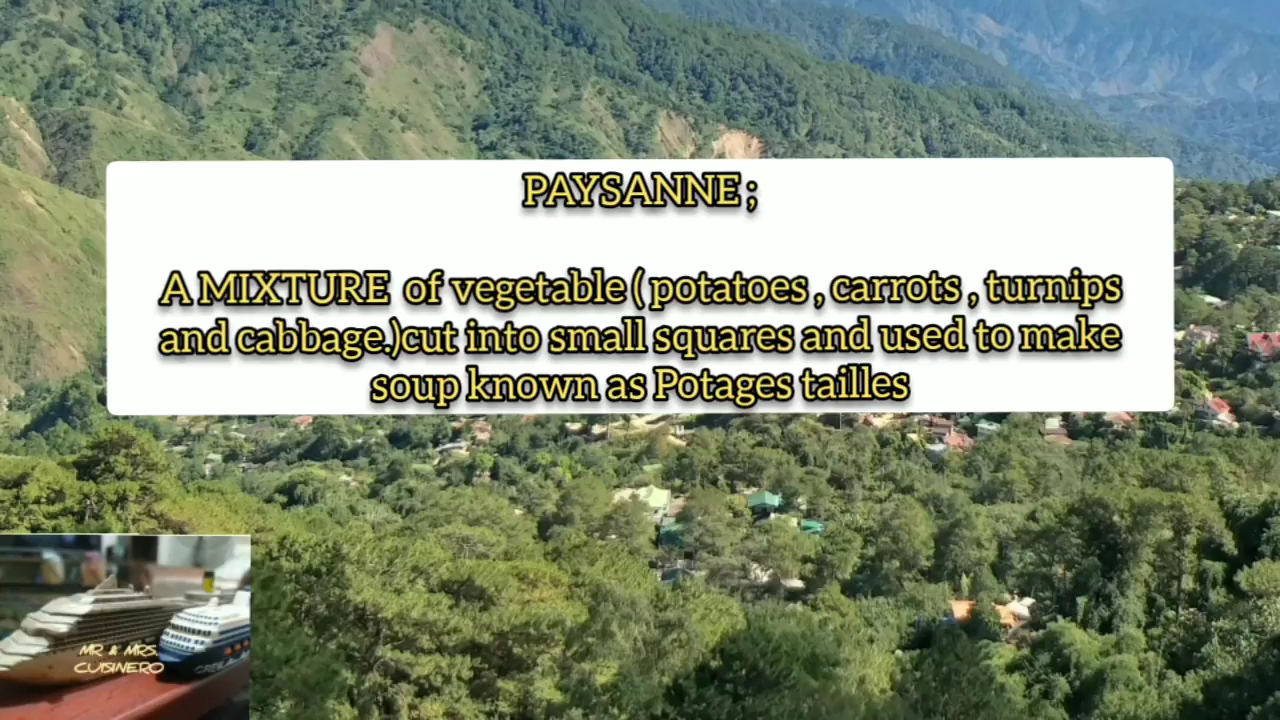 PAYSANNE ;
A MIXTURE of vegetable ( potatoes , carrots , turnips
and cabbage.)cut into small squares and used to make
soup known as Potages tailles
MR & MRS.
CUISINERO